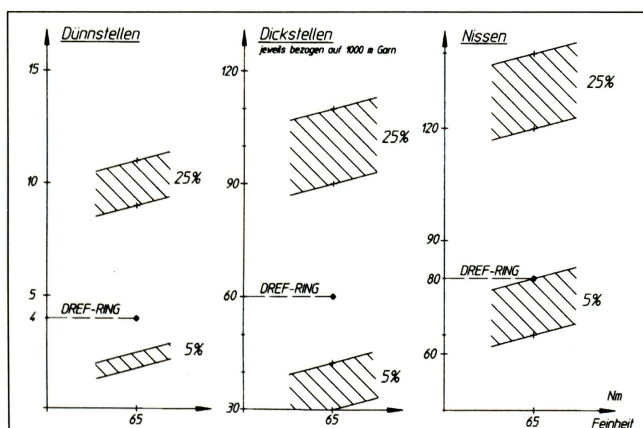 Dünnstellen
15
10
5
4
25%
DREF-RING
5%
65
Dickstellen
jeweils bezogen auf 1000 m Garn
120
90
60
30
25%
DREF-RING
5%
65
Nissen
120
90
80
60
25%
DREF-RING
5%
65
Nm
Feinheit